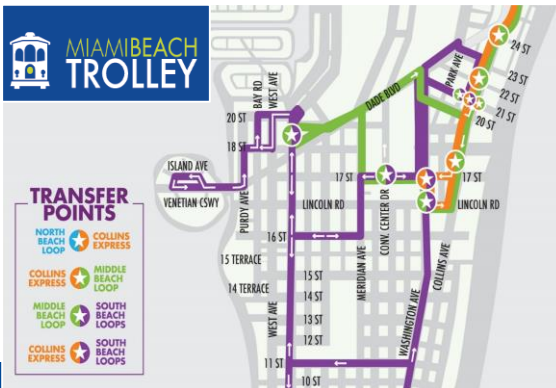 MIAMIBEACH
TROLLEY
24 ST
PARK AVE
23 ST
22 ST
21 ST
20 ST
BAY RD
WEST AVE
DADE BLVD
20 ST
18 ST
ISLAND AVE
VENETIAN CSWY
PURDY AVE
17 ST
17 ST
LINCOLN RD
CONV. CENTER DR
LINCOLN RD
16 ST
15 TERRACE
MERIDIAN AVE
COLLINS AVE
14 TERRACE
15 ST
14 ST
WEST AVE
13 ST
12 ST
WASHINGTON AVE
11 ST
10 ST
TRANSFER
POINTS
NORTH
BEACH
LOOP
COLLINS
EXPRESS
COLLINS
EXPRESS
MIDDLE
BEACH
LOOP
MIDDLE
BEACH
LOOP
SOUTH
BEACH
LOOPS
COLLINS
EXPRESS
SOUTH
BEACH
LOOPS